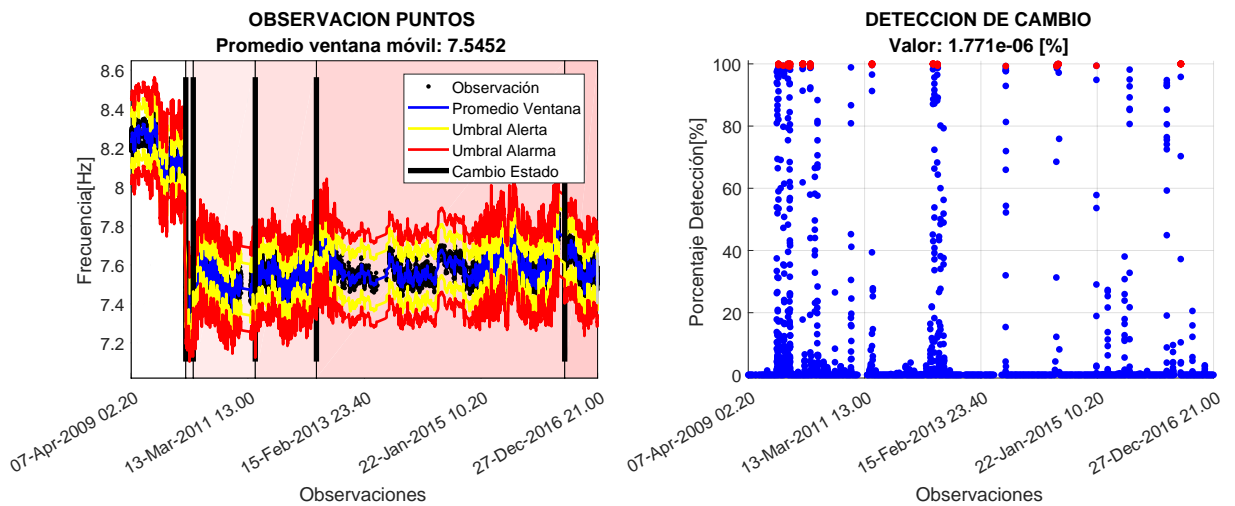 OBSERVACION PUNTOS
Promedio ventana móvil: 7.5452
8.6
8.4
8.2
8
7.8
7.6
7.4
7.2
Frecuencia[Hz]
Observación
Promedio Ventana
Umbral Alerta
Umbral Alarma
Cambio Estado
07-Apr-2009 02.20
13-Mar-2011 13.00
15-Feb-2013 23.40
22-Jan-2015 10.20
27-Dec-2016 21.00
Observaciones
DETECCION DE CAMBIO
Valor: 1.771e-06 [%]
100
80
60
40
20
0
Porcentaje Detección[%]
07-Apr-2009 02.20
13-Mar-2011 13.00
15-Feb-2013 23.40
22-Jan-2015 10.20
27-Dec-2016 21.00
Observaciones